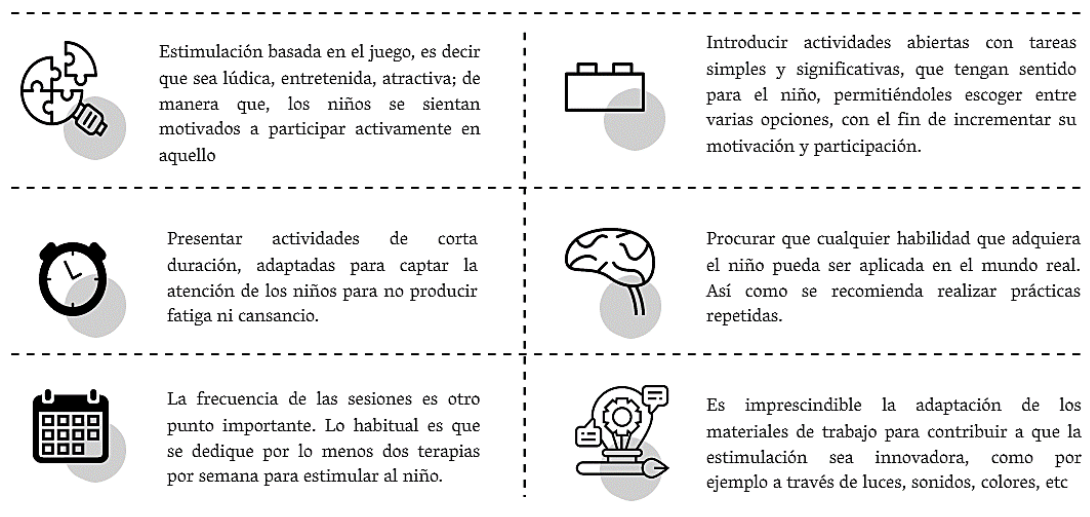 Estimulación basada en el juego, es decir
que sea lúdica, entretenida, atractiva; de
manera que, los niños se sientan
motivados a participar activamente en
aquello
Introducir actividades abiertas con tareas
simples y significativas, que tengan sentido
para el niño, permitiéndoles escoger entre
varias opciones, con el fin de incrementar su
motivación y participación.
Presentar actividades de corta
duración, adaptadas para captar la
atención de los niños para no producir
fatiga ni cansancio.
Procurar que cualquier habilidad que adquiera
el niño pueda ser aplicada en el mundo real.
Así como se recomienda realizar prácticas
repetidas.
La frecuencia de las sesiones es otro
punto importante. Lo habitual es que
se dedique por lo menos dos terapias
por semana para estimular al niño.
Es imprescindible la adaptación de los
materiales de trabajo para contribuir a que la
estimulación sea innovadora, como por
ejemplo a través de luces, sonidos, colores, etc